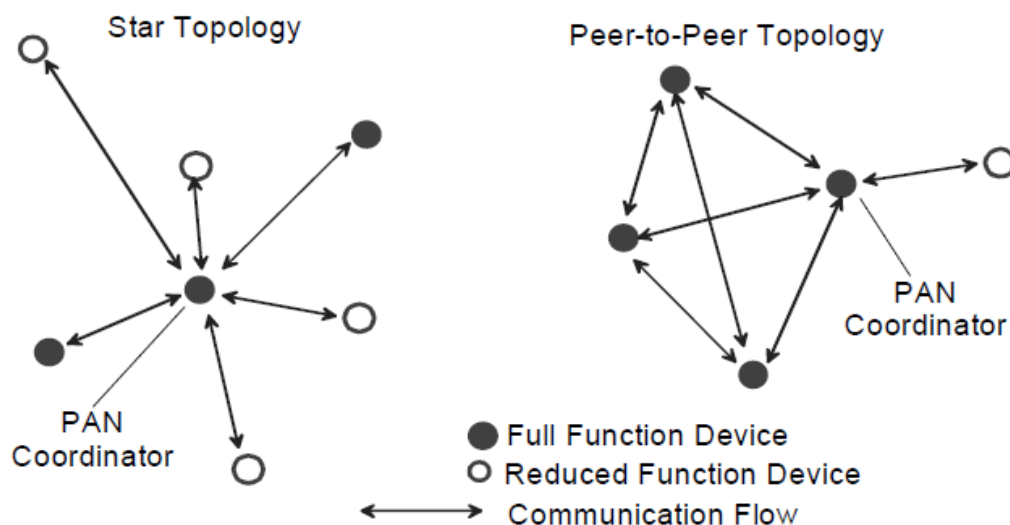 Star Topology
Peer-to-Peer Topology
PAN
Coordinator
PAN
Coordinator
Full Function Device
Reduced Function Device
Communication Flow